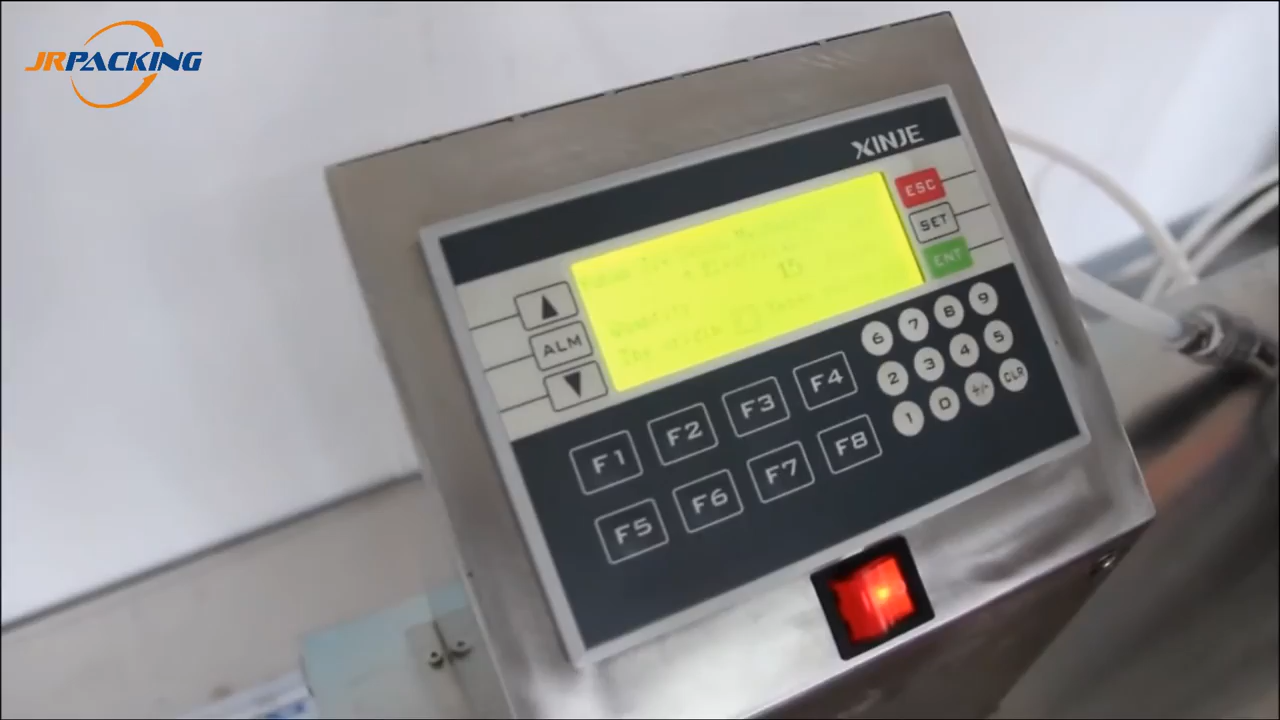 JRPACKING
XINJE
ESC
SET
ENT
ALM
15
Quantity
F1 F2 F3 F4
F5 F6 F7 F8
6 7 8 9
2 3 4 5
1 0 +/- CLR